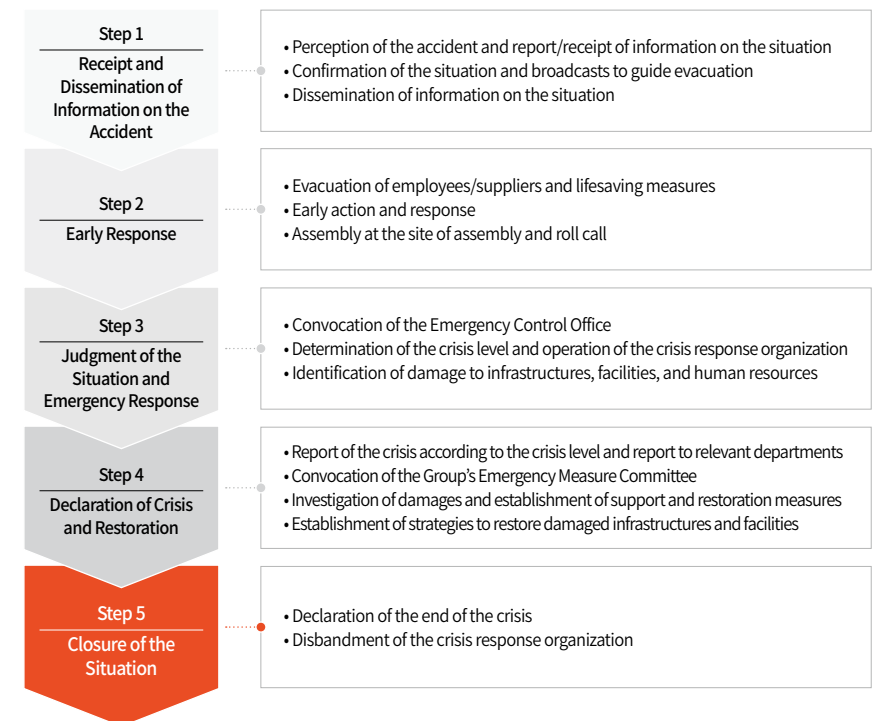 Step 1
Receipt and
Dissemination of
Information on the
Accident
• Perception of the accident and report/receipt of information on the situation
• Confirmation of the situation and broadcasts to guide evacuation
• Dissemination of information on the situation
Step 2
Early Response
• Evacuation of employees/suppliers and lifesaving measures
• Early action and response
• Assembly at the site of assembly and roll call
Step 3
Judgment of the
Situation and
Emergency Response
• Convocation of the Emergency Control Office
• Determination of the crisis level and operation of the crisis response organization
• Identification of damage to infrastructures, facilities, and human resources
Step 4
Declaration of Crisis
and Restoration
• Report of the crisis according to the crisis level and report to relevant departments
• Convocation of the Group's Emergency Measure Committee
• Investigation of damages and establishment of support and restoration measures
• Establishment of strategies to restore damaged infrastructures and facilities
Step 5
Closure of the
Situation
• Declaration of the end of the crisis
• Disbandment of the crisis response organization